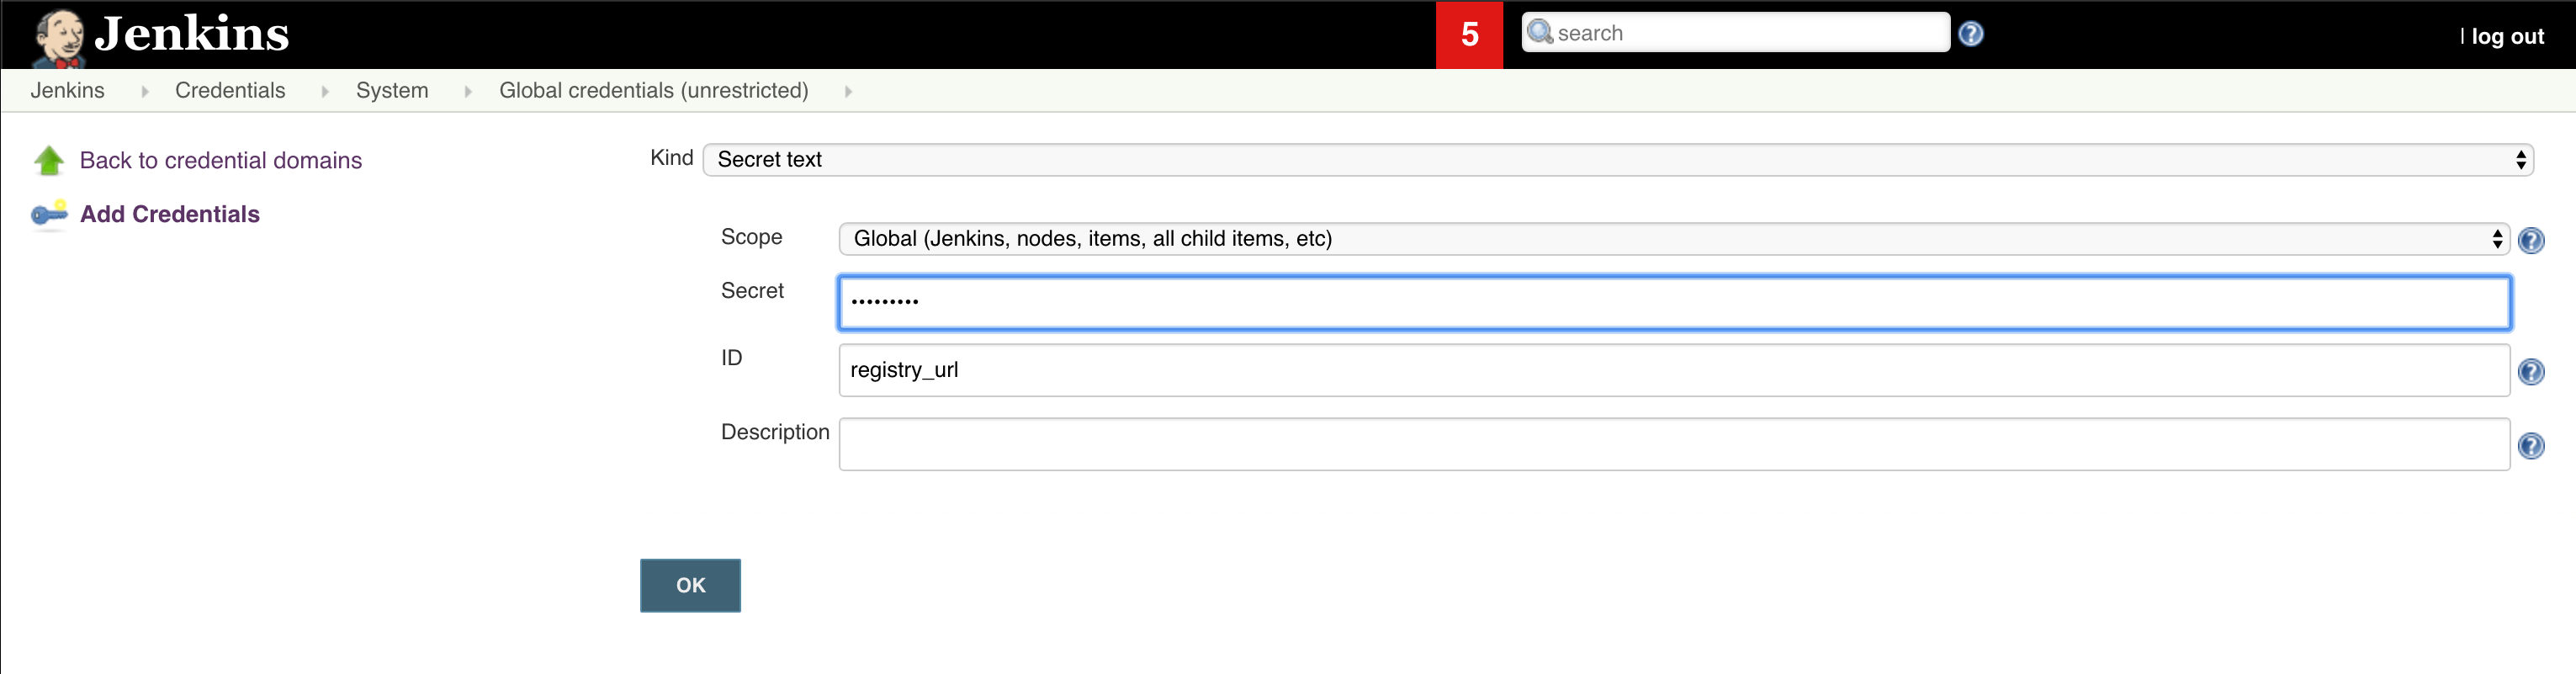 Jenkins 5 search ? | log out
Jenkins Credentials System Global credentials (unrestricted)
Back to credential domains
Add Credentials
Kind Secret text
Scope Global (Jenkins, nodes, items, all child items, etc) ?
Secret •••••••••
ID registry_url ?
Description ?
OK